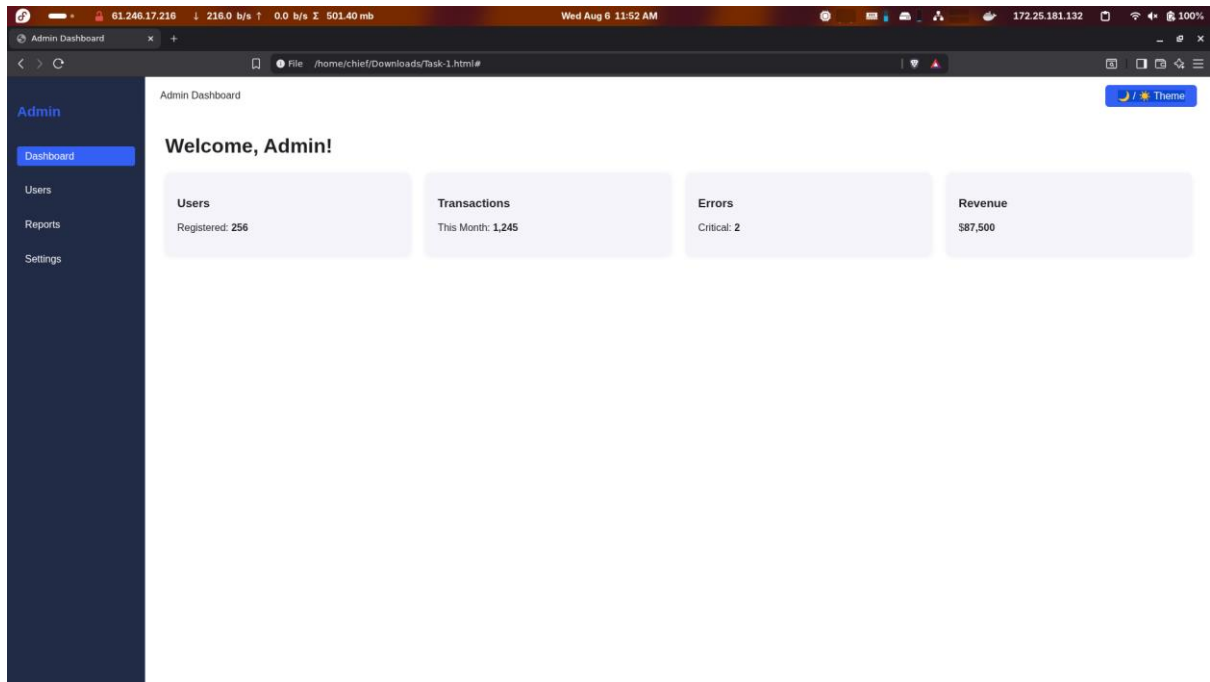 61.246.17.216 ↓ 216.0 b/s ↑ 0.0 b/s Σ 501.40 mb Wed Aug 6 11:52 AM 172.25.181.132 100%
Admin Dashboard × +
File /home/chief/Downloads/Task-1.html#
Admin
Dashboard
Users
Reports
Settings
Admin Dashboard
🌙 / ☀️ Theme
Welcome, Admin!
Users
Registered: 256
Transactions
This Month: 1,245
Errors
Critical: 2
Revenue
$87,500